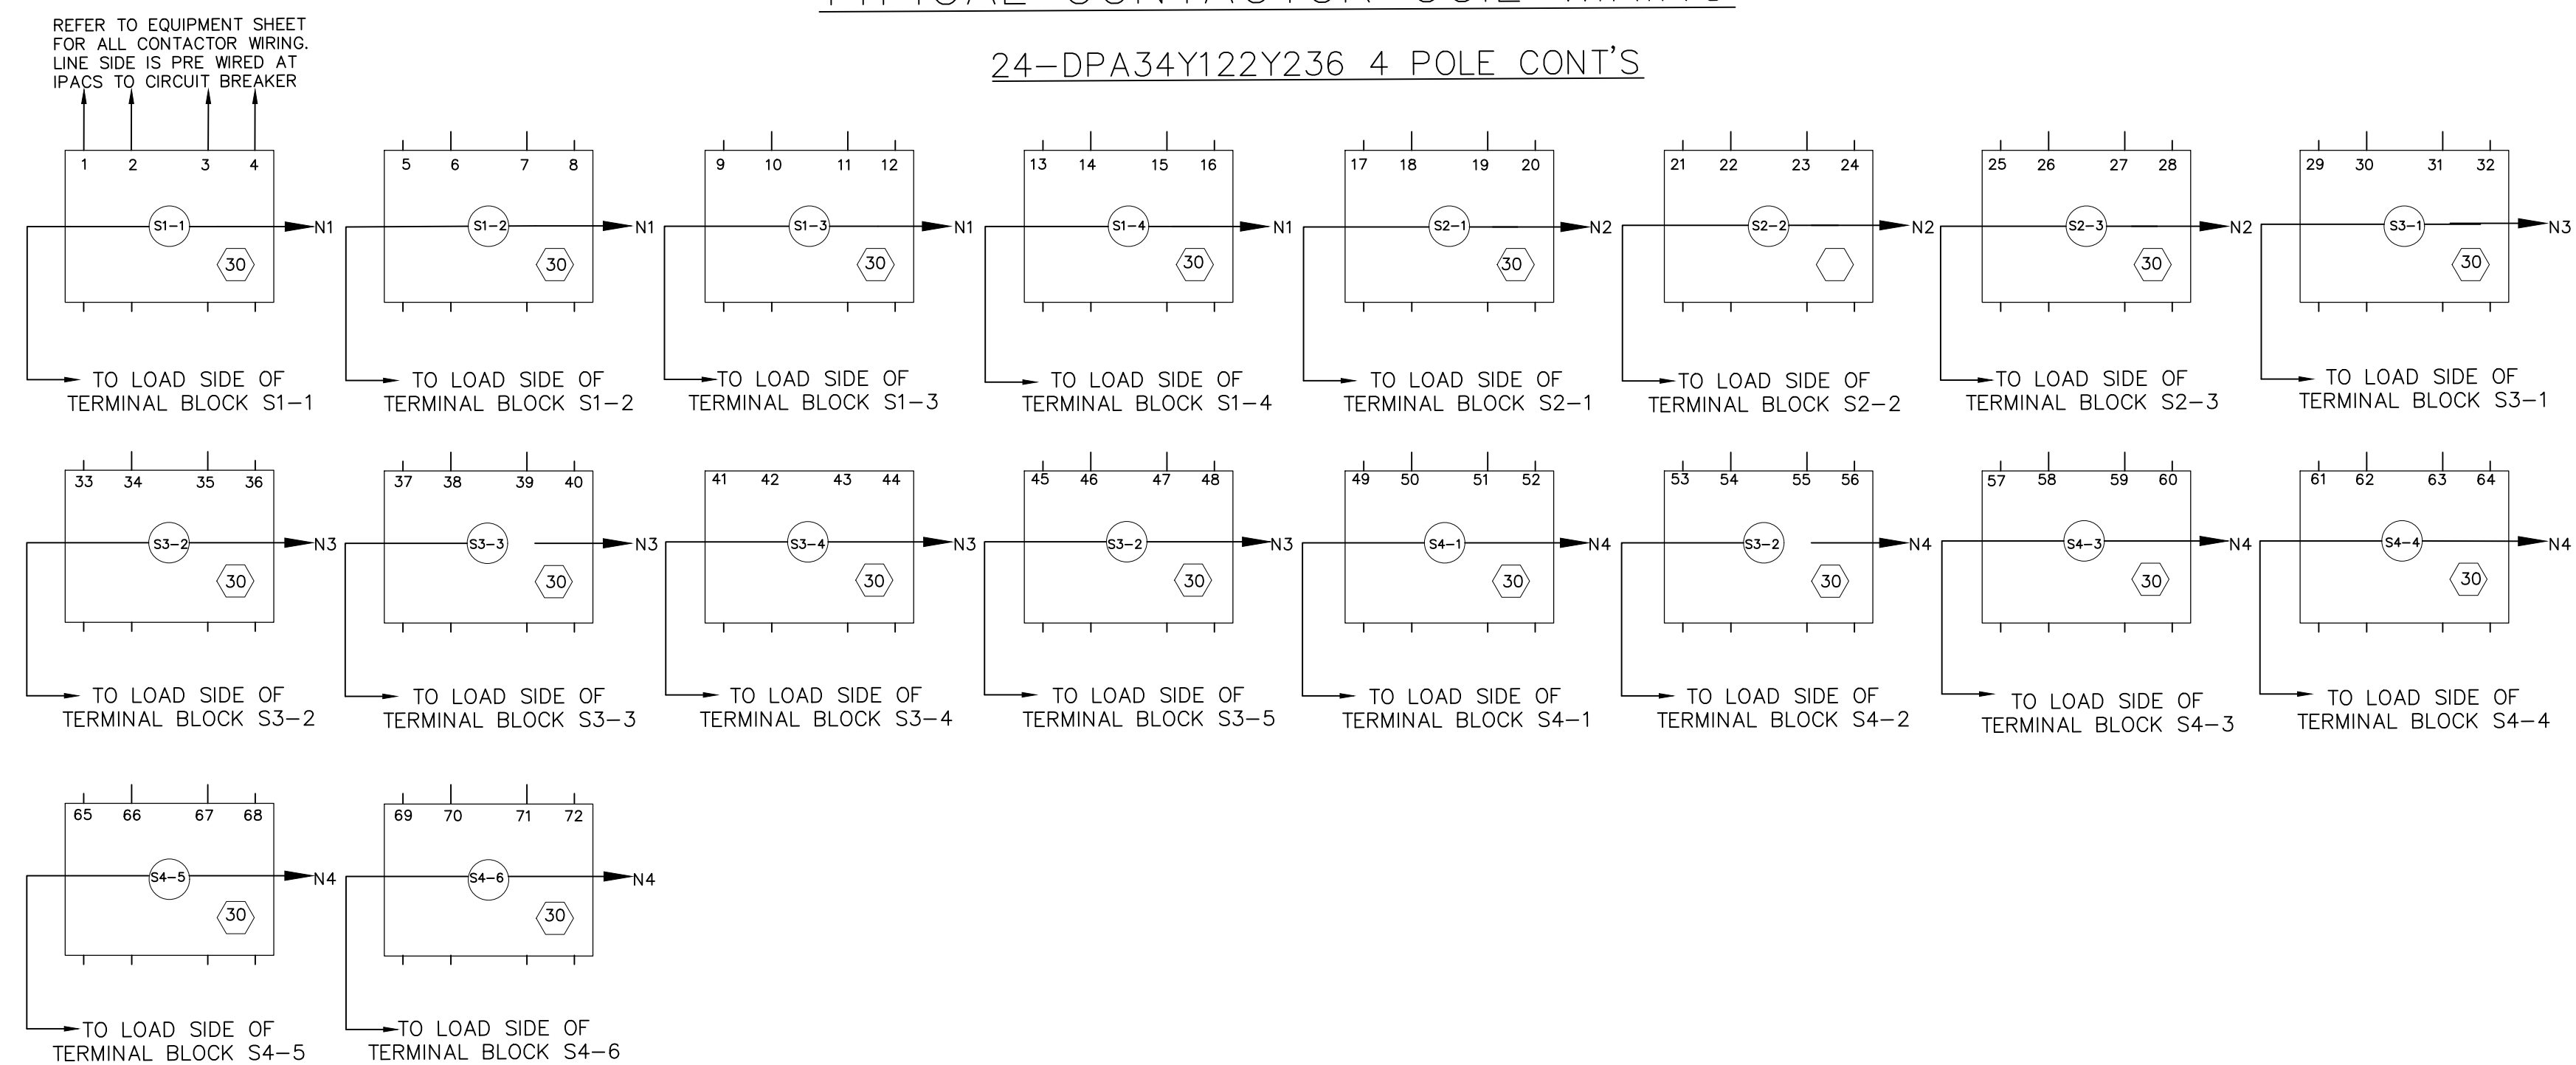 REFER TO EQUIPMENT SHEET
FOR ALL CONTACTOR WIRING.
LINE SIDE IS PRE WIRED AT
IPACS TO CIRCUIT BREAKER
24-DPA34Y122Y236 4 POLE CONT'S
1 2 3 4
S1-1 N1
30
TO LOAD SIDE OF
TERMINAL BLOCK S1-1
5 6 7 8
S1-2 N1
30
TO LOAD SIDE OF
TERMINAL BLOCK S1-2
9 10 11 12
S1-3 N1
30
TO LOAD SIDE OF
TERMINAL BLOCK S1-3
13 14 15 16
S1-4 N1
30
TO LOAD SIDE OF
TERMINAL BLOCK S1-4
17 18 19 20
S2-1 N2
30
TO LOAD SIDE OF
TERMINAL BLOCK S2-1
21 22 23 24
S2-2 N2
TO LOAD SIDE OF
TERMINAL BLOCK S2-2
25 26 27 28
S2-3 N2
30
TO LOAD SIDE OF
TERMINAL BLOCK S2-3
29 30 31 32
S3-1 N3
30
TO LOAD SIDE OF
TERMINAL BLOCK S3-1
33 34 35 36
S3-2 N3
30
TO LOAD SIDE OF
TERMINAL BLOCK S3-2
37 38 39 40
S3-3 N3
30
TO LOAD SIDE OF
TERMINAL BLOCK S3-3
41 42 43 44
S3-4 N3
30
TO LOAD SIDE OF
TERMINAL BLOCK S3-4
45 46 47 48
S3-2 N3
30
TO LOAD SIDE OF
TERMINAL BLOCK S3-5
49 50 51 52
S4-1 N4
30
TO LOAD SIDE OF
TERMINAL BLOCK S4-1
53 54 55 56
S3-2 N4
30
TO LOAD SIDE OF
TERMINAL BLOCK S4-2
57 58 59 60
S4-3 N4
30
TO LOAD SIDE OF
TERMINAL BLOCK S4-3
61 62 63 64
S4-4 N4
30
TO LOAD SIDE OF
TERMINAL BLOCK S4-4
65 66 67 68
S4-5 N4
30
TO LOAD SIDE OF
TERMINAL BLOCK S4-5
69 70 71 72
S4-6 N4
30
TO LOAD SIDE OF
TERMINAL BLOCK S4-6